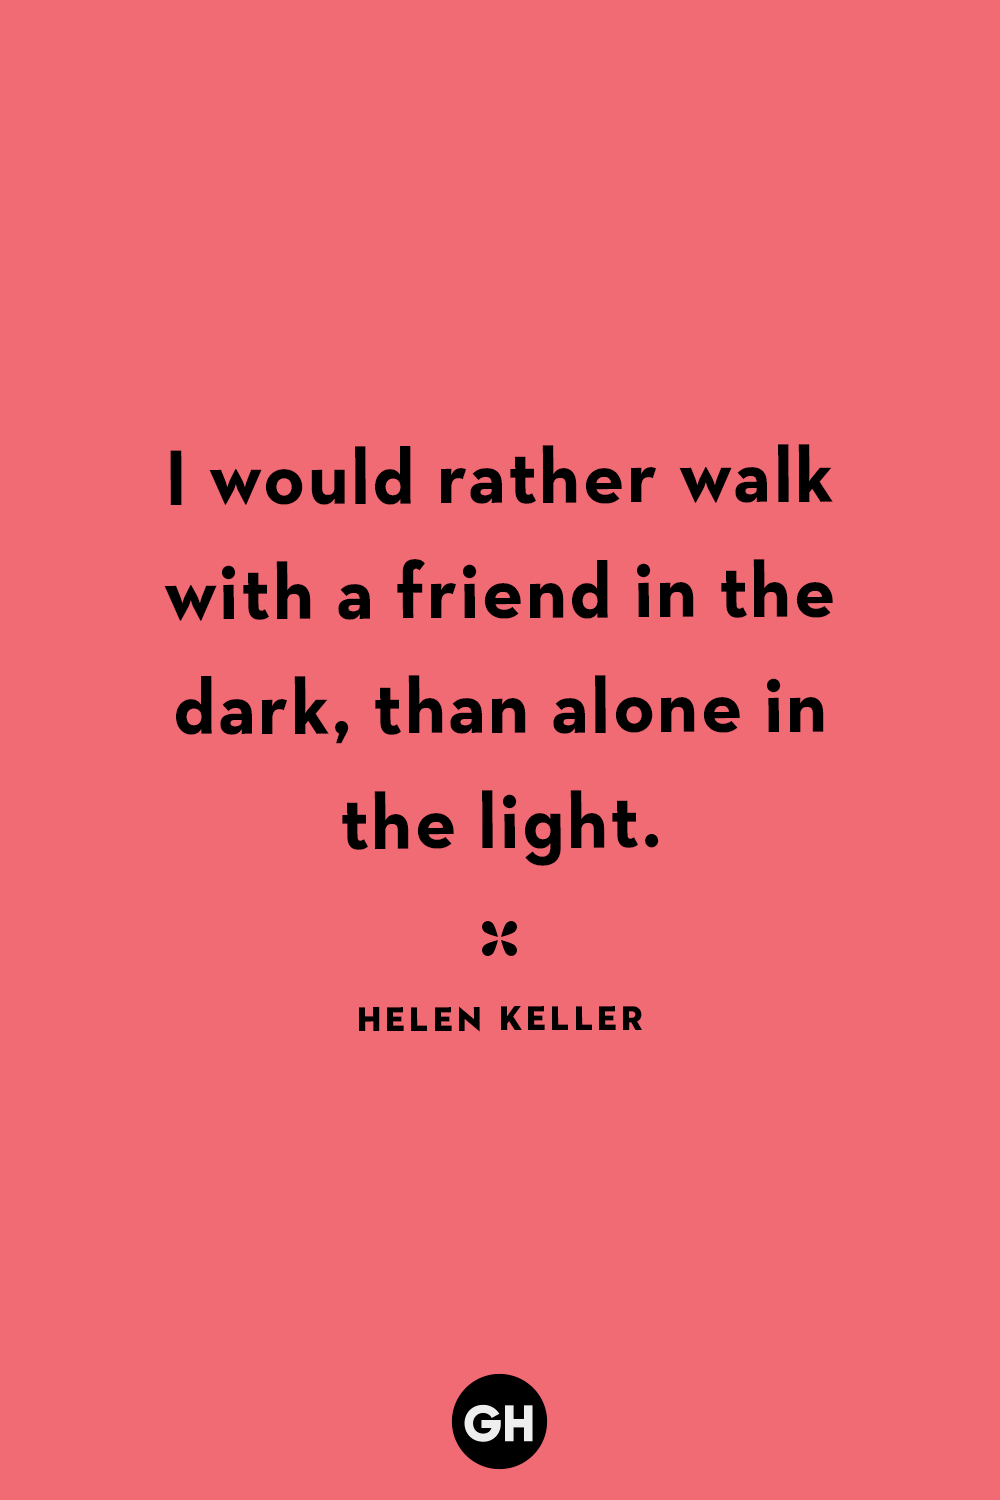 I would rather walk
with a friend in the
dark, than alone in
the light.
HELEN KELLER
GH